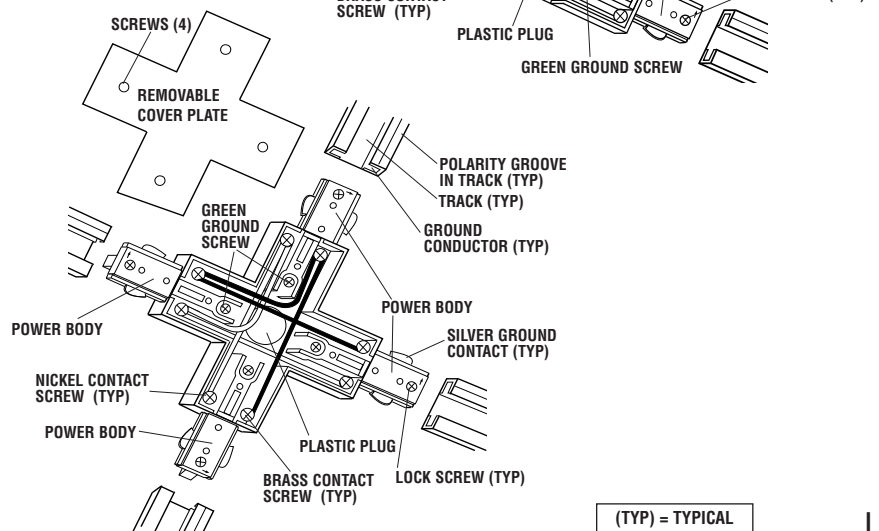 SCREW (TYP)
SCREWS (4)
PLASTIC PLUG
GREEN GROUND SCREW
REMOVABLE
COVER PLATE
POLARITY GROOVE
IN TRACK (TYP)
TRACK (TYP)
GREEN
GROUND
SCREW
GROUND
CONDUCTOR (TYP)
POWER BODY
POWER BODY
SILVER GROUND
CONTACT (TYP)
NICKEL CONTACT
SCREW (TYP)
POWER BODY
PLASTIC PLUG
BRASS CONTACT
SCREW (TYP)
LOCK SCREW (TYP)
(TYP) = TYPICAL